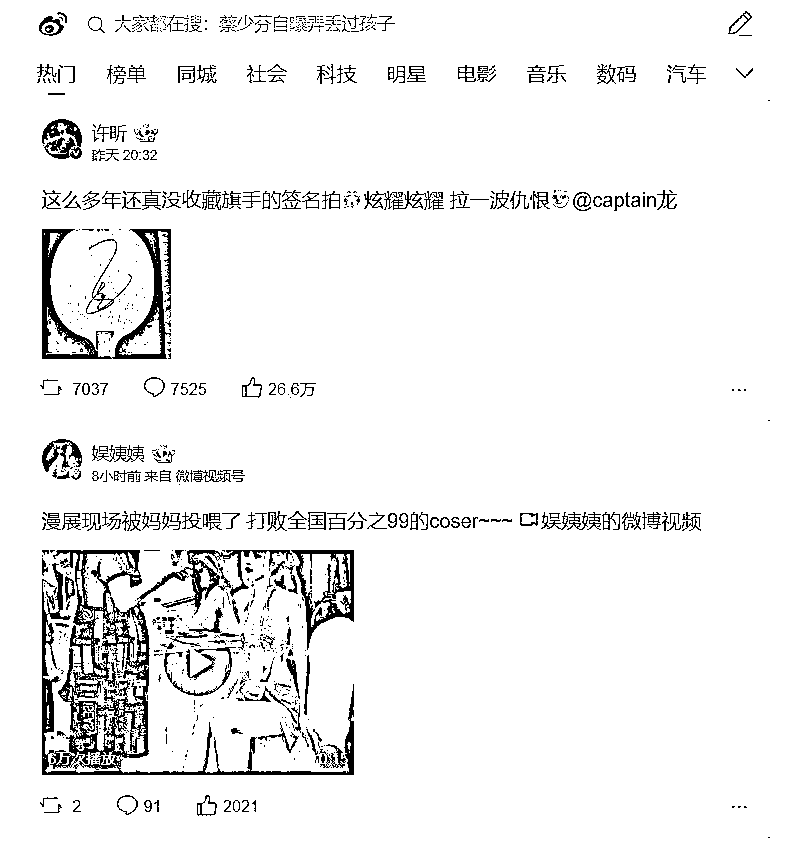 大家都在搜：蔡少芬自曝弄丢过孩子
热门 榜单 同城 社会 科技 明星 电影 音乐 数码 汽车
许昕
昨天 20:32
这么多年还真没收藏旗手的签名拍炫耀炫耀 拉一波仇恨@captain龙
7037 7525 26.6万
娱姨姨
8小时前 来自 微博视频号
漫展现场被妈妈投喂了 打败全国百分之99的coser~~~ 娱姨姨的微博视频
6万次播放 0:15
2 91 2021